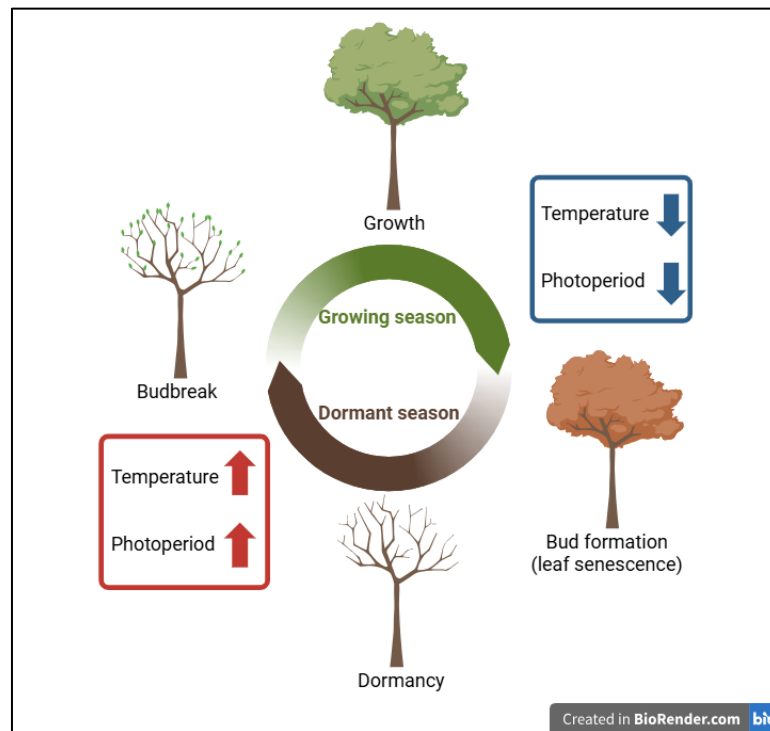 Growth
Temperature
Photoperiod
Growing season
Budbreak
Dormant season
Temperature
Photoperiod
Bud formation
(leaf senescence)
Dormancy
Created in BioRender.com